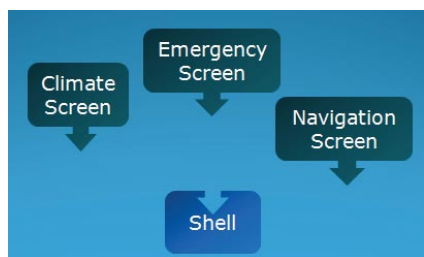 Emergency
Screen
Climate
Screen
Navigation
Screen
Shell